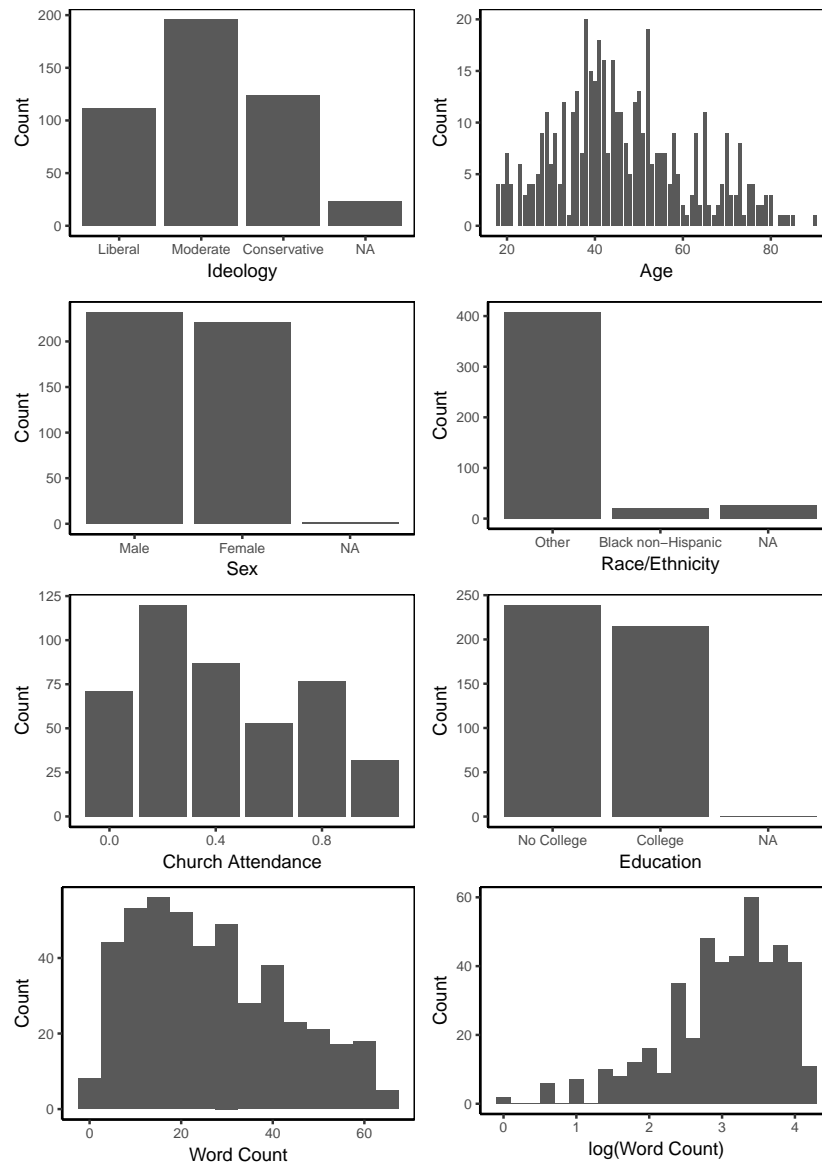 200
150
100
50
0
Count
Liberal Moderate Conservative NA
Ideology
20
15
10
5
0
Count
20 40 60 80
Age
200
150
100
50
0
Count
Male Female NA
Sex
400
300
200
100
0
Count
Other Black non−Hispanic NA
Race/Ethnicity
125
100
75
50
25
0
Count
0.0 0.4 0.8
Church Attendance
250
200
150
100
50
0
Count
No College College NA
Education
40
20
0
Count
0 20 40 60
Word Count
60
40
20
0
Count
0 1 2 3 4
log(Word Count)